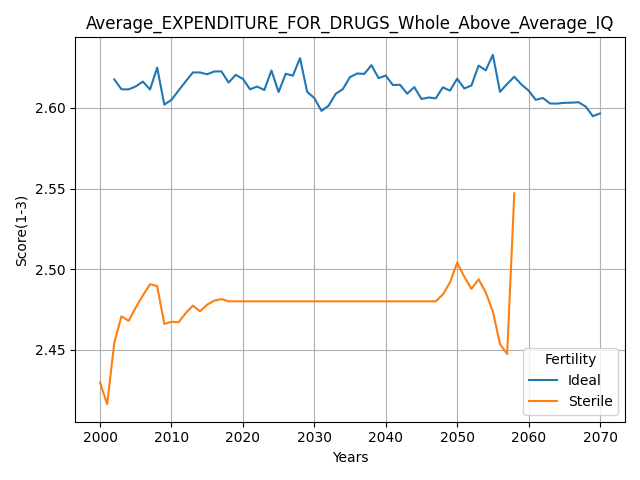 Average_EXPENDITURE_FOR_DRUGS_Whole_Above_Average_IQ
Score(1-3)
2.60
2.55
2.50
2.45
Fertility
Ideal
Sterile
2000 2010 2020 2030 2040 2050 2060 2070
Years